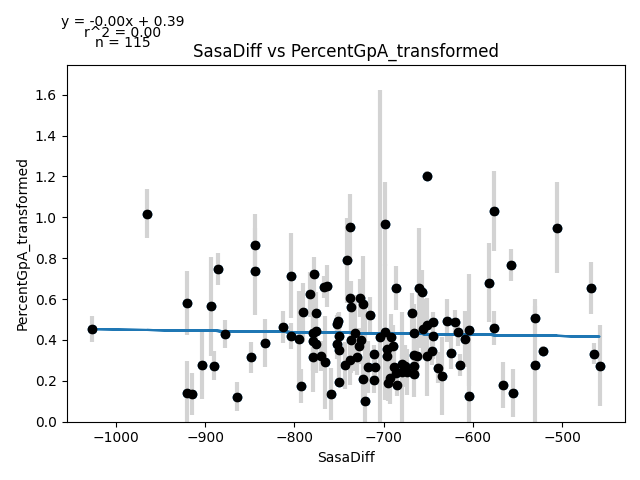 y = -0.00x + 0.39
r^2 = 0.00
n = 115
SasaDiff vs PercentGpA_transformed
1.6
1.4
1.2
1.0
0.8
0.6
0.4
0.2
0.0
PercentGpA_transformed
−1000
−900
−800
−700
−600
−500
SasaDiff